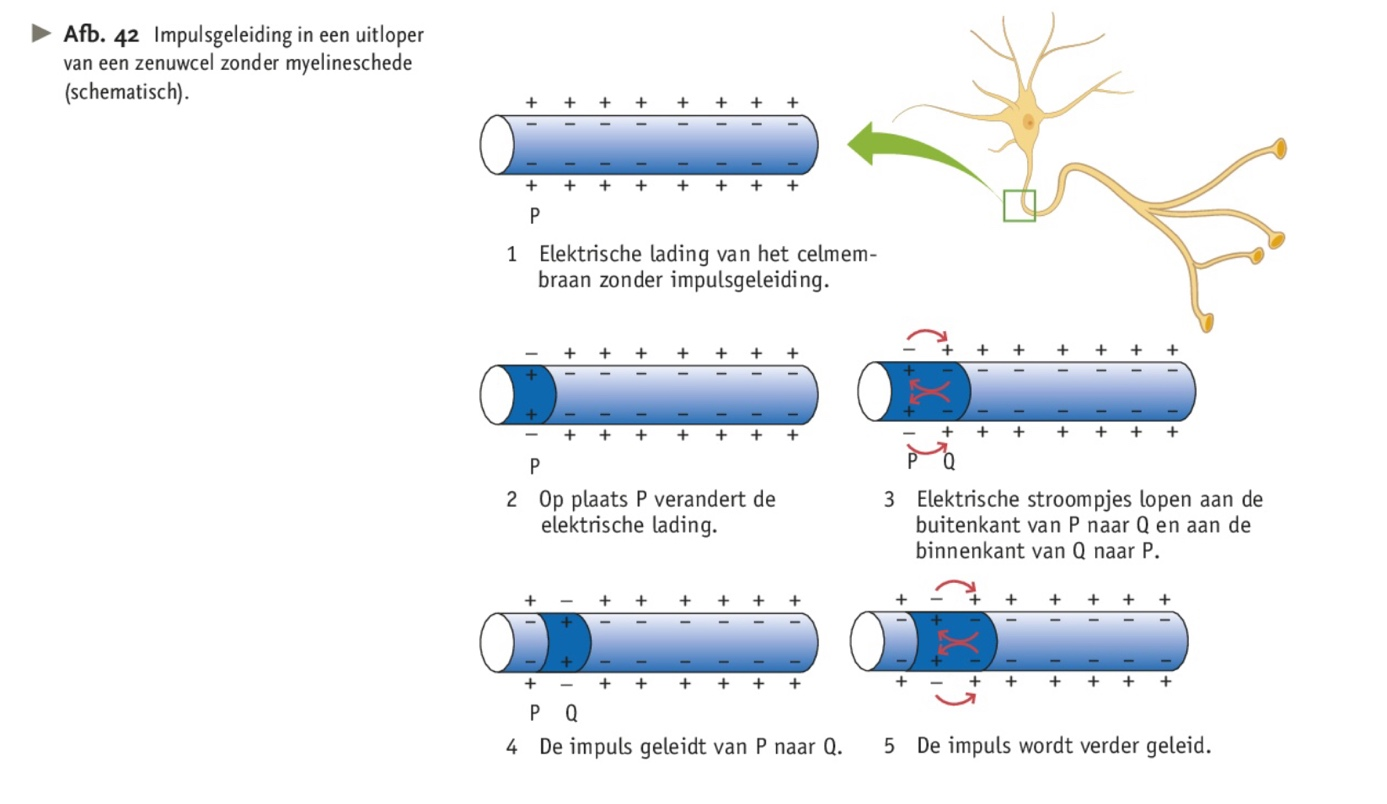 ▶ Afb. 42 Impulsgeleiding in een uitloper
van een zenuwcel zonder myelineschede
(schematisch).
+ + + + + + + +
− − − − − − − −
− − − − − − − −
+ + + + + + + +
P
1 Elektrische lading van het celmem-
braan zonder impulsgeleiding.
− + + + + + + +
+ − − − − − − −
+ − − − − − − −
− + + + + + + +
P
2 Op plaats P verandert de
elektrische lading.
− + + + + + + +
+ − − − − − − −
+ − − − − − − −
− + + + + + + +
P Q
3 Elektrische stroompjes lopen aan de
buitenkant van P naar Q en aan de
binnenkant van Q naar P.
+ − + + + + + +
− + − − − − − −
− + − − − − − −
+ − + + + + + +
P Q
4 De impuls geleidt van P naar Q.
+ − + + + + + +
− + − − − − − −
− + − − − − − −
+ − + + + + + +
5 De impuls wordt verder geleid.